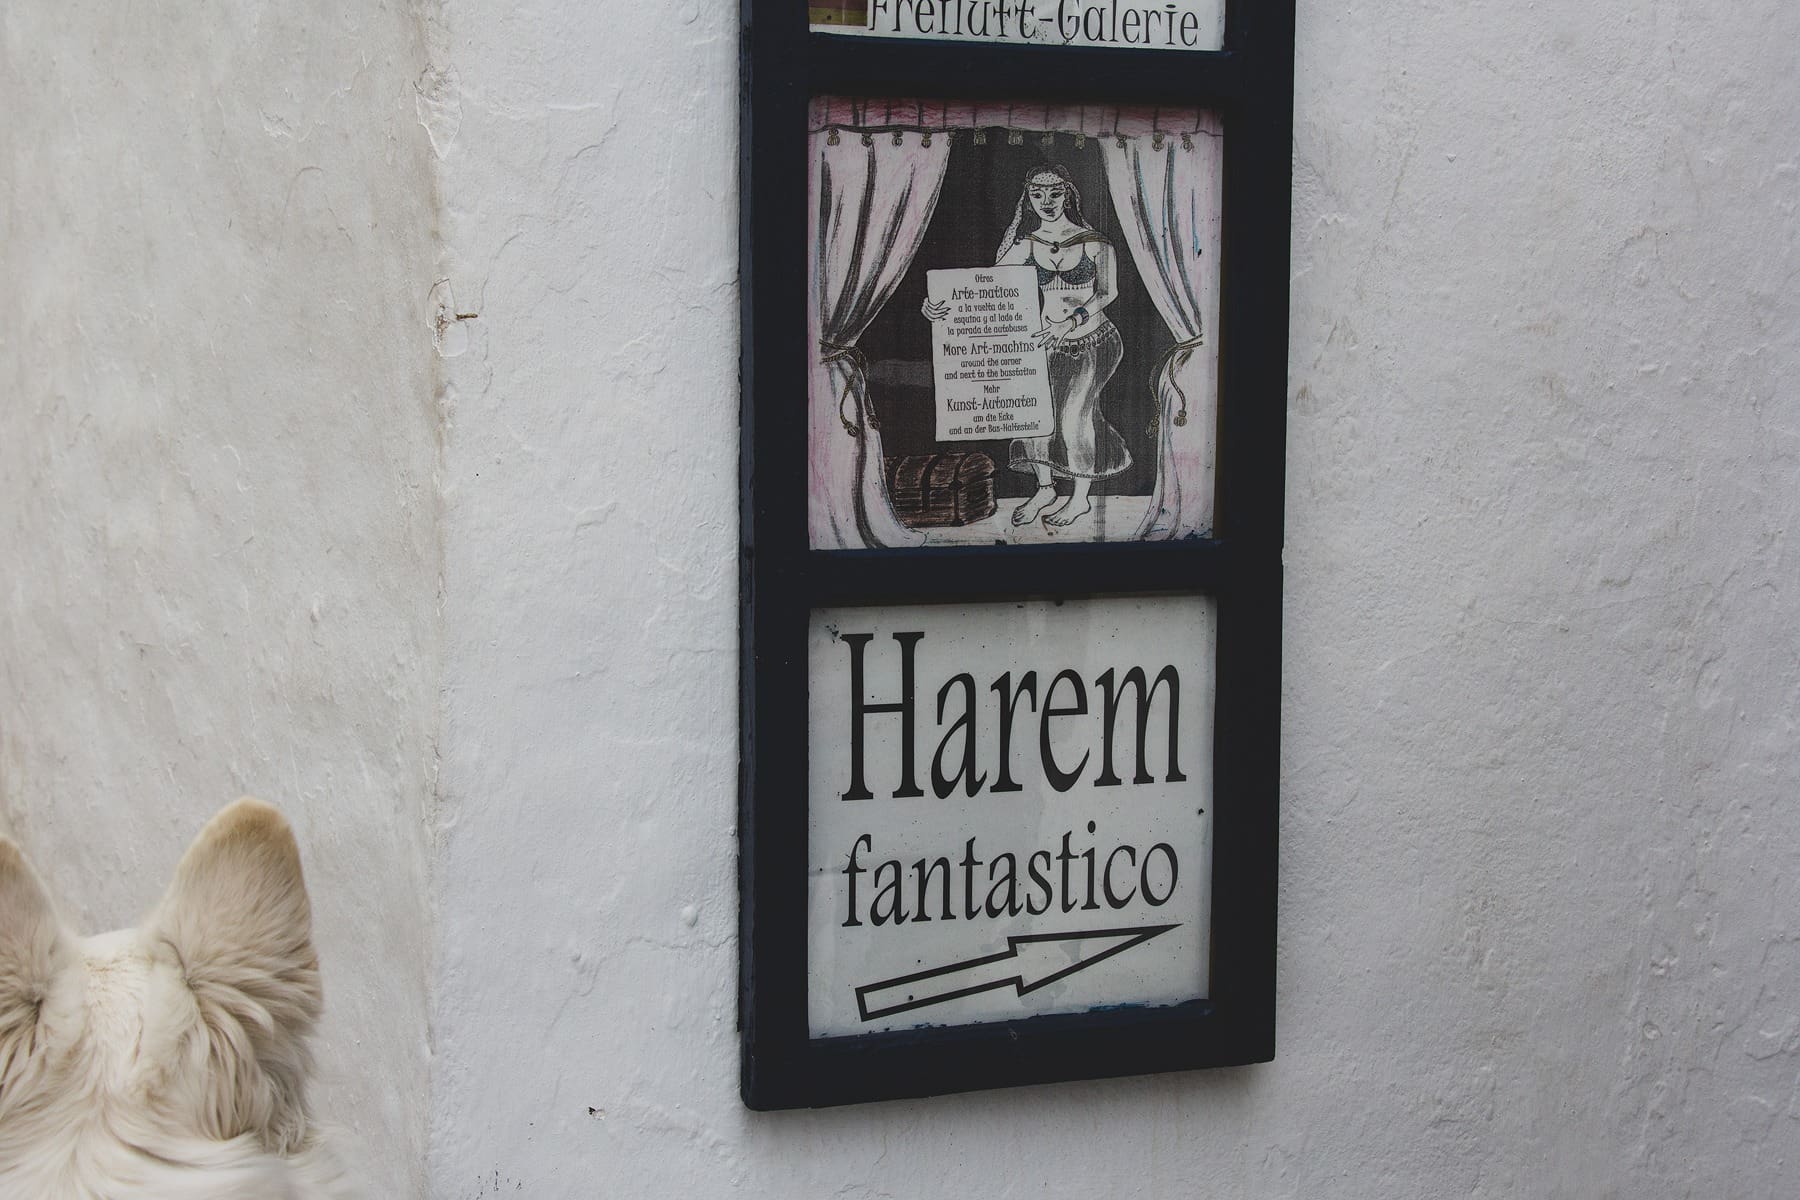 Freiluft-Galerie
Otros
Arte-maticos
a la vuelta de la
esquina y al lado de
la parada de autobuses
More Art-machins
around the corner
and next to the busstation
Mehr
Kunst-Automaten
um die Ecke
und an der Bus-Haltestelle'
Harem
fantastico